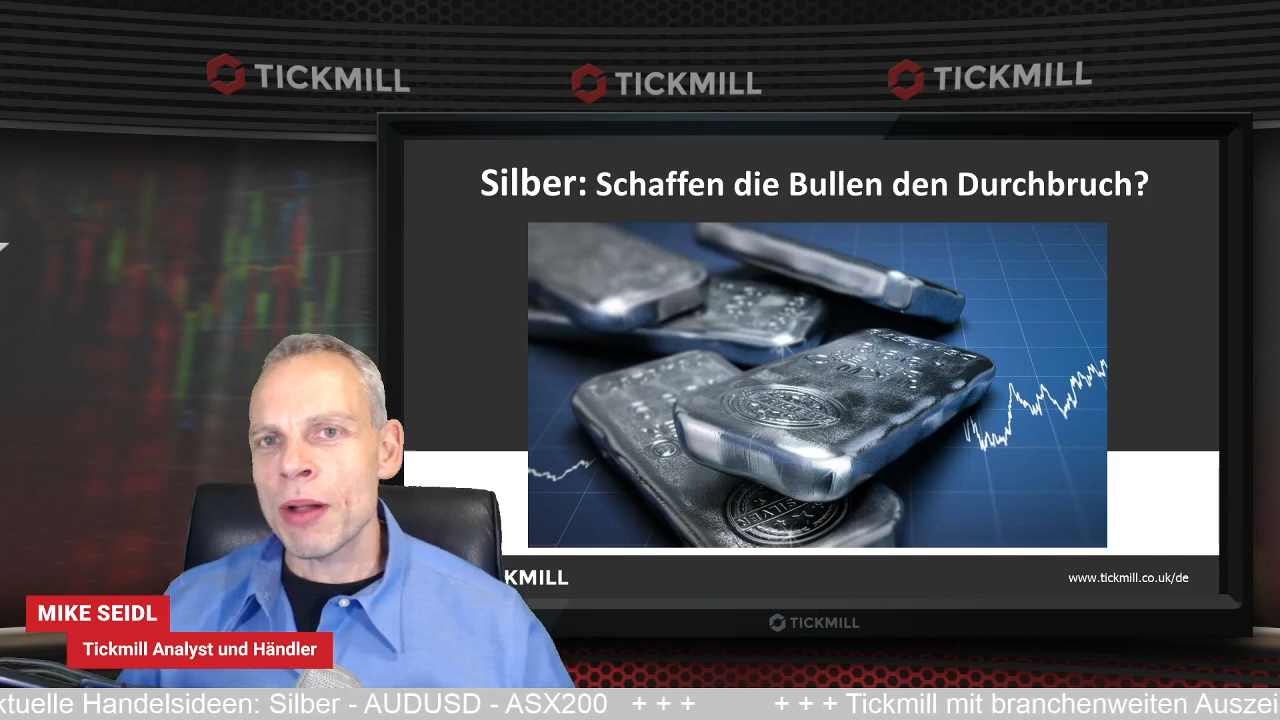 TICKMILL
TICKMILL
TICKMILL
Silber: Schaffen die Bullen den Durchbruch?
KMILL
www.tickmill.co.uk/de
TICKMILL
MIKE SEIDL
Tickmill Analyst und Händler
ktuelle Handelsideen: Silber - AUDUSD - ASX200 + + + + + + Tickmill mit branchenweiten Auszei